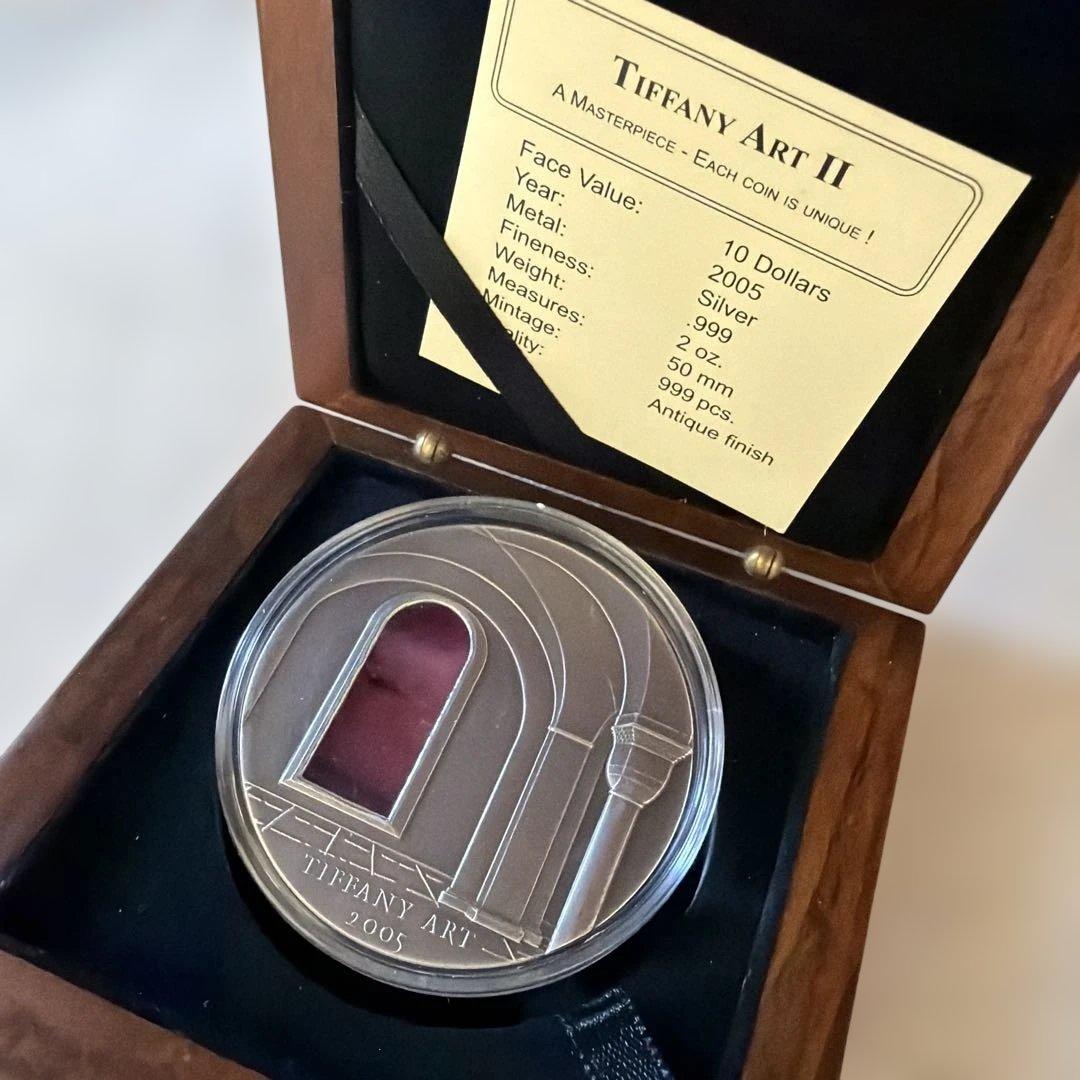 TIFFANY ART II
A MASTERPIECE - EACH COIN IS UNIQUE !
Face Value: 10 Dollars
Year: 2005
Metal: Silver
Fineness: .999
Weight: 2 oz.
Measures: 50 mm
Mintage: 999 pcs.
ality: Antique finish
TIFFANY ART
2005